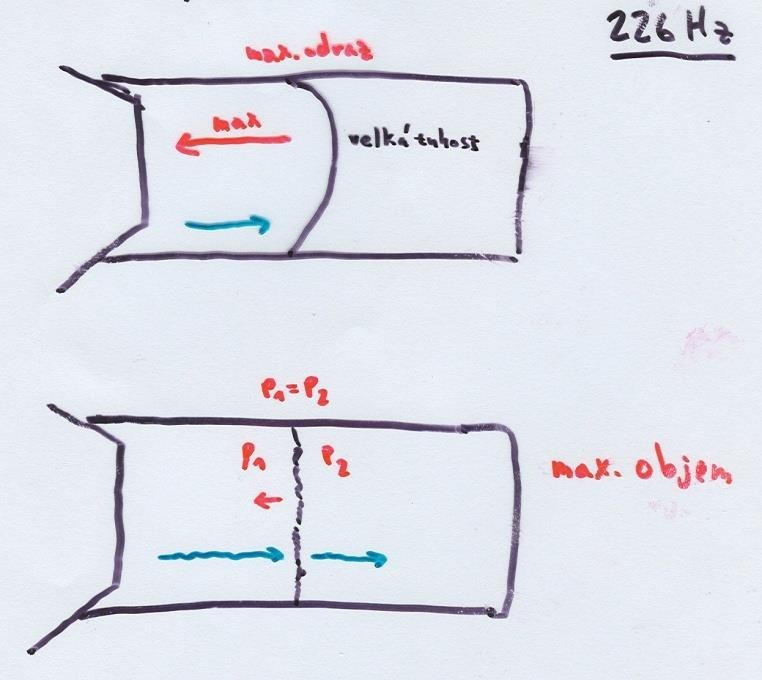 226 Hz
max. odraz
max
velká tuhost
P1=P2
P1 P2
max. objem